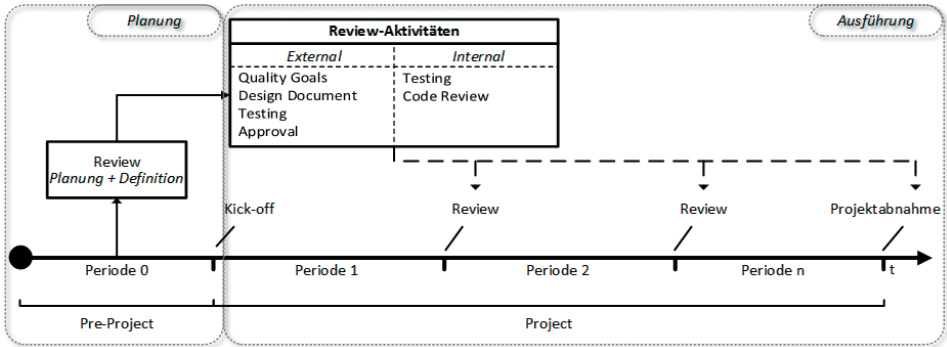 Planung
Ausführung
Review-Aktivitäten
External
Internal
Quality Goals
Design Document
Testing
Approval
Testing
Code Review
Review
Planung + Definition
Kick-off
Review
Review
Projektabnahme
Periode 0
Periode 1
Periode 2
Periode n
t
Pre-Project
Project